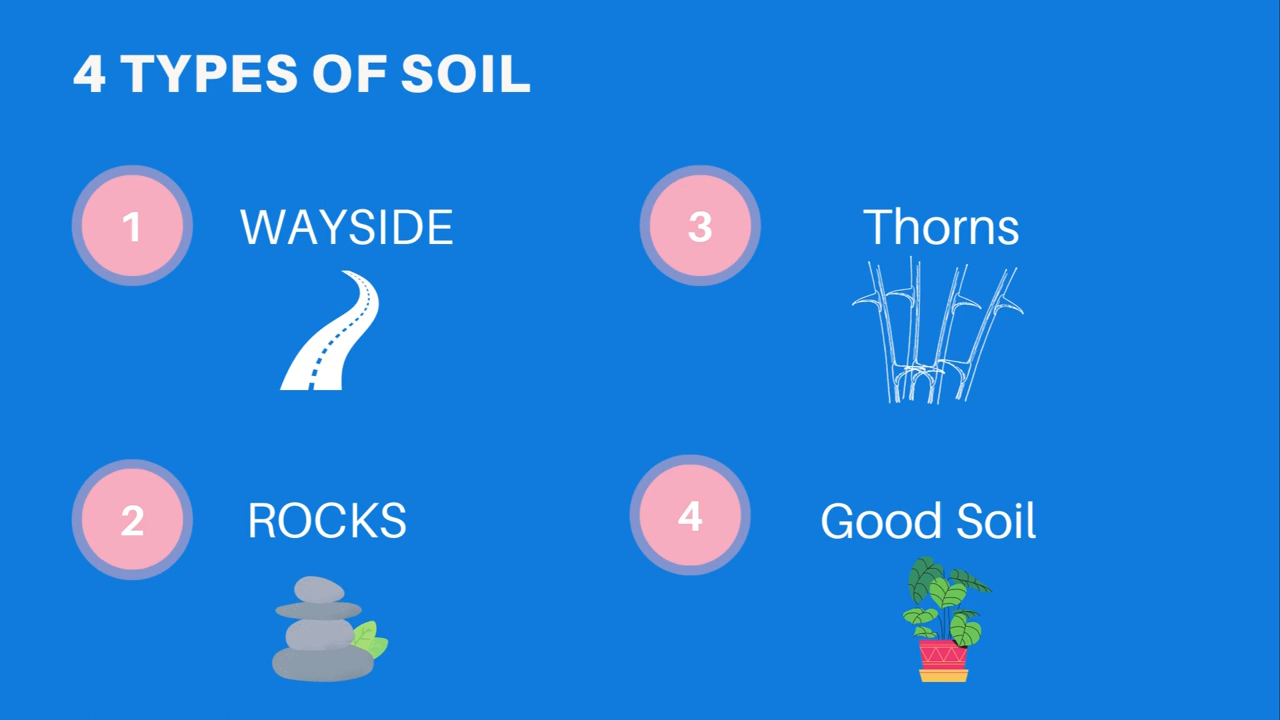 4 TYPES OF SOIL
1
WAYSIDE
2
ROCKS
3
Thorns
4
Good Soil